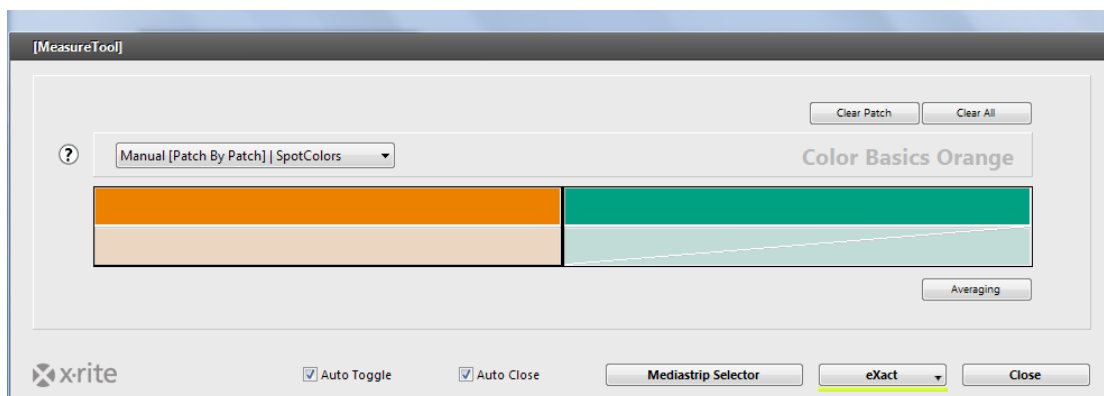 [MeasureTool]
Clear Patch Clear All
? Manual [Patch By Patch] | SpotColors Color Basics Orange
Averaging
x·rite Auto Toggle Auto Close Mediastrip Selector eXact Close